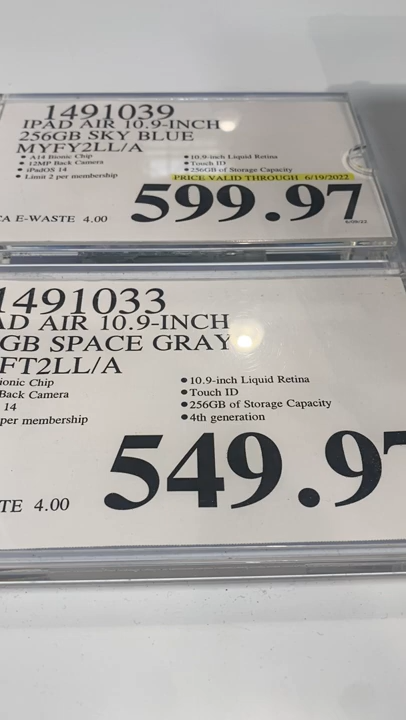 1491039
IPAD AIR 10.9-INCH
256GB SKY BLUE
MYFY2LL/A
• A14 Bionic Chip
• 12MP Back Camera
• iPadOS 14
• Limit 2 per membership
• 10.9-inch Liquid Retina
• Touch ID
• 256GB of Storage Capacity
PRICE VALID THROUGH 6/19/2022
CA E-WASTE 4.00
599.97
1491033
AD AIR 10.9-INCH
GB SPACE GRAY
FT2LL/A
ionic Chip
Back Camera
14
per membership
• 10.9-inch Liquid Retina
• Touch ID
• 256GB of Storage Capacity
• 4th generation
TE 4.00
549.97